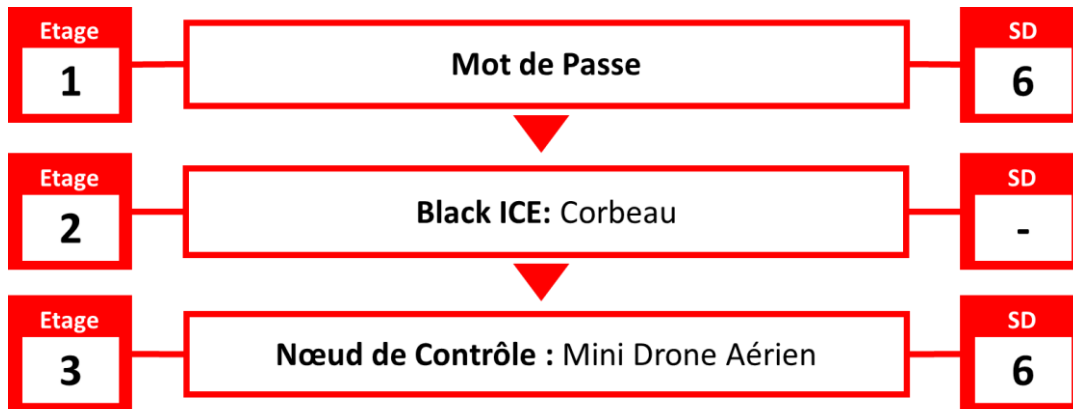 Etage
1
Mot de Passe
SD
6
Etage
2
Black ICE: Corbeau
SD
-
Etage
3
Nœud de Contrôle : Mini Drone Aérien
SD
6